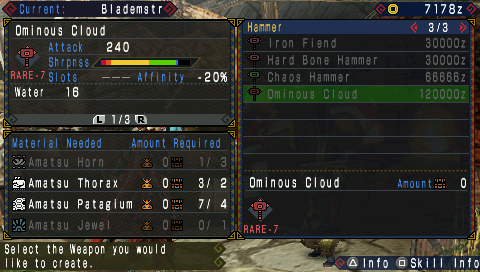 Current: Blademstr
7178z
Ominous Cloud
Attack 240
Shrpnss
RARE-7 Slots --- Affinity -20%
Water 16
L 1/3 R
Hammer 3/3
Iron Fiend 30000z
Hard Bone Hammer 30000z
Chaos Hammer 66666z
Ominous Cloud 120000z
Material Needed Amount Required
Amatsu Horn 0 1/ 3
Amatsu Thorax 0 3/ 2
Amatsu Patagium 0 7/ 4
Amatsu Jewel 0 0/ 1
Ominous Cloud Amount 0
RARE-7
Select the Weapon you would
like to create.
Info Skill Info